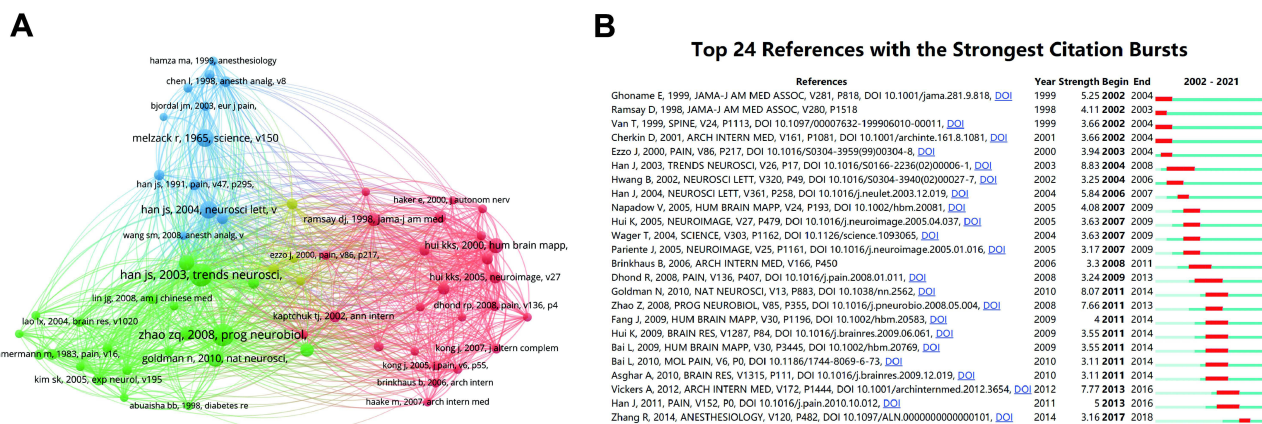 A
hamza ma, 1999, anesthesiology
chen l, 1998, anesth analg, v8
bjordal jm, 2003, eur j pain,
melzack r, 1965, science, v150
han js, 1991, pain, v47, p295,
han js, 2004, neurosci lett, v
wang sm, 2008, anesth analg, v
haker e, 2000, j autonom nerv
ramsay dj, 1998, jama-j am med
hui kks, 2000, hum brain mapp,
ezzo j, 2000, pain, v86, p217,
han js, 2003, trends neurosci,
hui kks, 2005, neuroimage, v27
lin jg, 2008, am j chinese med
dhond rp, 2008, pain, v136, p4
kaptchuk tj, 2002, ann intern
lao lx, 2004, brain res, v1020
zhao zq, 2008, prog neurobiol,
kong j, 2007, j altern complem
mermann m, 1983, pain, v16,
goldman n, 2010, nat neurosci,
kong j, 2005, j pain, v6, p55,
kim sk, 2005, exp neurol, v195
brinkhaus b, 2006, arch intern
abuaisha bb, 1998, diabetes re
haake m, 2007, arch intern med
B
Top 24 References with the Strongest Citation Bursts
References Year Strength Begin End 2002 - 2021
Ghoname E, 1999, JAMA-J AM MED ASSOC, V281, P818, DOI 10.1001/jama.281.9.818, DOI 1999 5.25 2002 2004
Ramsay D, 1998, JAMA-J AM MED ASSOC, V280, P1518 1998 4.11 2002 2003
Van T, 1999, SPINE, V24, P1113, DOI 10.1097/00007632-199906010-00011, DOI 1999 3.66 2002 2004
Cherkin D, 2001, ARCH INTERN MED, V161, P1081, DOI 10.1001/archinte.161.8.1081, DOI 2001 3.66 2002 2004
Ezzo J, 2000, PAIN, V86, P217, DOI 10.1016/S0304-3959(99)00304-8, DOI 2000 3.94 2003 2004
Han J, 2003, TRENDS NEUROSCI, V26, P17, DOI 10.1016/S0166-2236(02)00006-1, DOI 2003 8.83 2004 2008
Hwang B, 2002, NEUROSCI LETT, V320, P49, DOI 10.1016/S0304-3940(02)00027-7, DOI 2002 3.25 2004 2006
Han J, 2004, NEUROSCI LETT, V361, P258, DOI 10.1016/j.neulet.2003.12.019, DOI 2004 5.84 2006 2007
Napadow V, 2005, HUM BRAIN MAPP, V24, P193, DOI 10.1002/hbm.20081, DOI 2005 4.08 2007 2009
Hui K, 2005, NEUROIMAGE, V27, P479, DOI 10.1016/j.neuroimage.2005.04.037, DOI 2005 3.63 2007 2009
Wager T, 2004, SCIENCE, V303, P1162, DOI 10.1126/science.1093065, DOI 2004 3.63 2007 2009
Pariente J, 2005, NEUROIMAGE, V25, P1161, DOI 10.1016/j.neuroimage.2005.01.016, DOI 2005 3.17 2007 2009
Brinkhaus B, 2006, ARCH INTERN MED, V166, P450 2006 3.3 2008 2011
Dhond R, 2008, PAIN, V136, P407, DOI 10.1016/j.pain.2008.01.011, DOI 2008 3.24 2009 2013
Goldman N, 2010, NAT NEUROSCI, V13, P883, DOI 10.1038/nn.2562, DOI 2010 8.07 2011 2014
Zhao Z, 2008, PROG NEUROBIOL, V85, P355, DOI 10.1016/j.pneurobio.2008.05.004, DOI 2008 7.66 2011 2013
Fang J, 2009, HUM BRAIN MAPP, V30, P1196, DOI 10.1002/hbm.20583, DOI 2009 4 2011 2014
Hui K, 2009, BRAIN RES, V1287, P84, DOI 10.1016/j.brainres.2009.06.061, DOI 2009 3.55 2011 2014
Bai L, 2009, HUM BRAIN MAPP, V30, P3445, DOI 10.1002/hbm.20769, DOI 2009 3.55 2011 2014
Bai L, 2010, MOL PAIN, V6, P0, DOI 10.1186/1744-8069-6-73, DOI 2010 3.11 2011 2014
Asghar A, 2010, BRAIN RES, V1315, P111, DOI 10.1016/j.brainres.2009.12.019, DOI 2010 3.11 2011 2014
Vickers A, 2012, ARCH INTERN MED, V172, P1444, DOI 10.1001/archinternmed.2012.3654, DOI 2012 7.77 2013 2016
Han J, 2011, PAIN, V152, P0, DOI 10.1016/j.pain.2010.10.012, DOI 2011 5 2013 2016
Zhang R, 2014, ANESTHESIOLOGY, V120, P482, DOI 10.1097/ALN.0000000000000101, DOI 2014 3.16 2017 2018